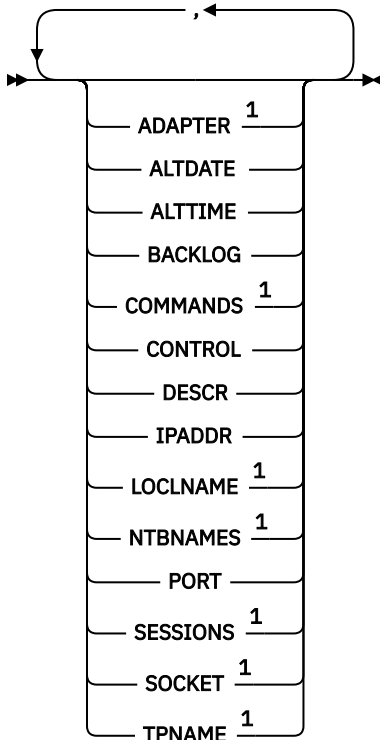 ,
ADAPTER 1
ALTDATE
ALTTIME
BACKLOG
COMMANDS 1
CONTROL
DESCR
IPADDR
LOCLNAME 1
NTBNAMES 1
PORT
SESSIONS 1
SOCKET 1
TPNAME 1